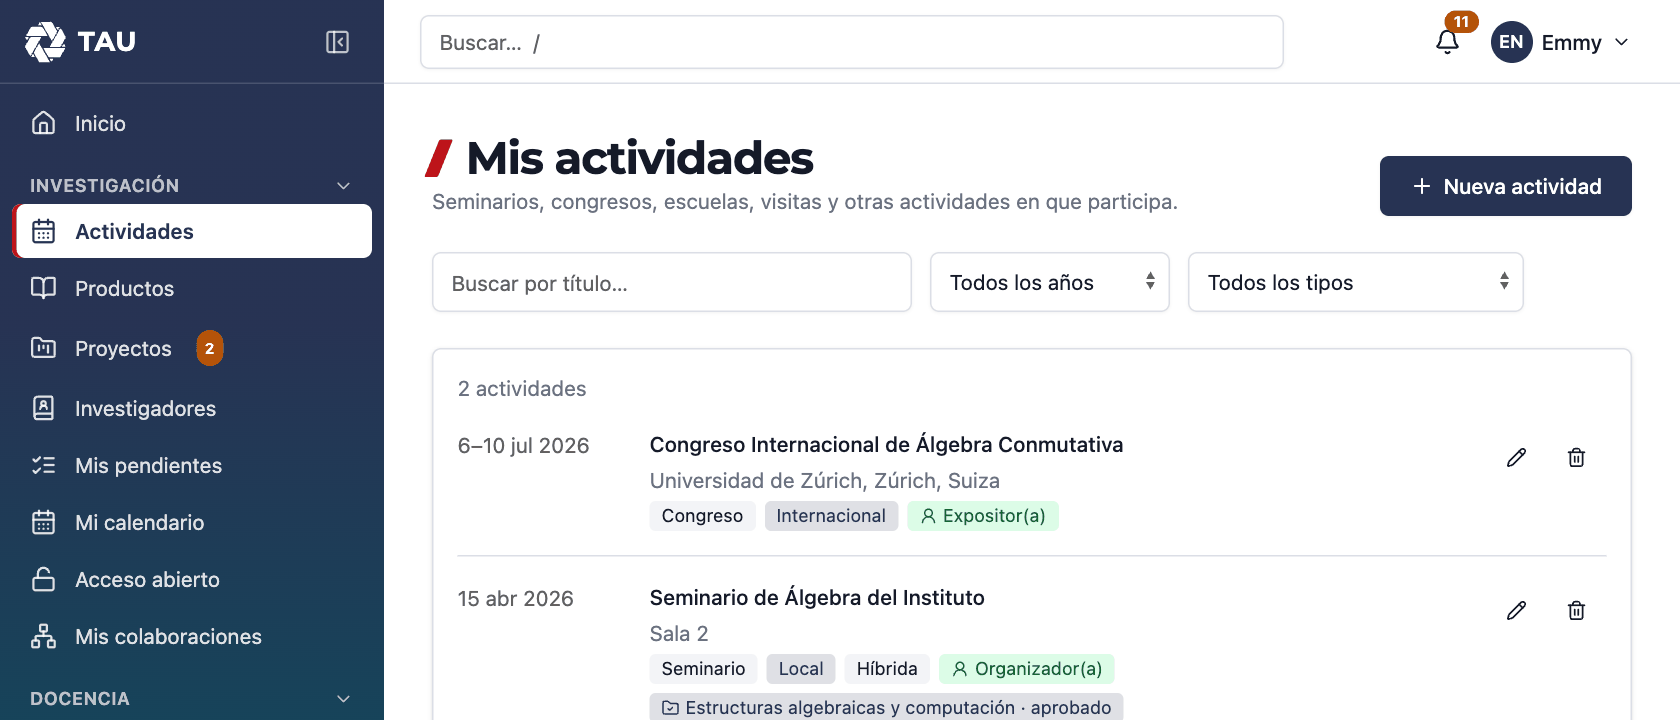 TAU
Buscar... /
11
EN
Emmy
Inicio
INVESTIGACIÓN
Actividades
Productos
Proyectos 2
Investigadores
Mis pendientes
Mi calendario
Acceso abierto
Mis colaboraciones
DOCENCIA
Mis actividades
Seminarios, congresos, escuelas, visitas y otras actividades en que participa.
+ Nueva actividad
Buscar por título...
Todos los años
Todos los tipos
2 actividades
6–10 jul 2026
Congreso Internacional de Álgebra Conmutativa
Universidad de Zúrich, Zúrich, Suiza
Congreso Internacional Expositor(a)
15 abr 2026
Seminario de Álgebra del Instituto
Sala 2
Seminario Local Híbrida Organizador(a)
Estructuras algebraicas y computación · aprobado